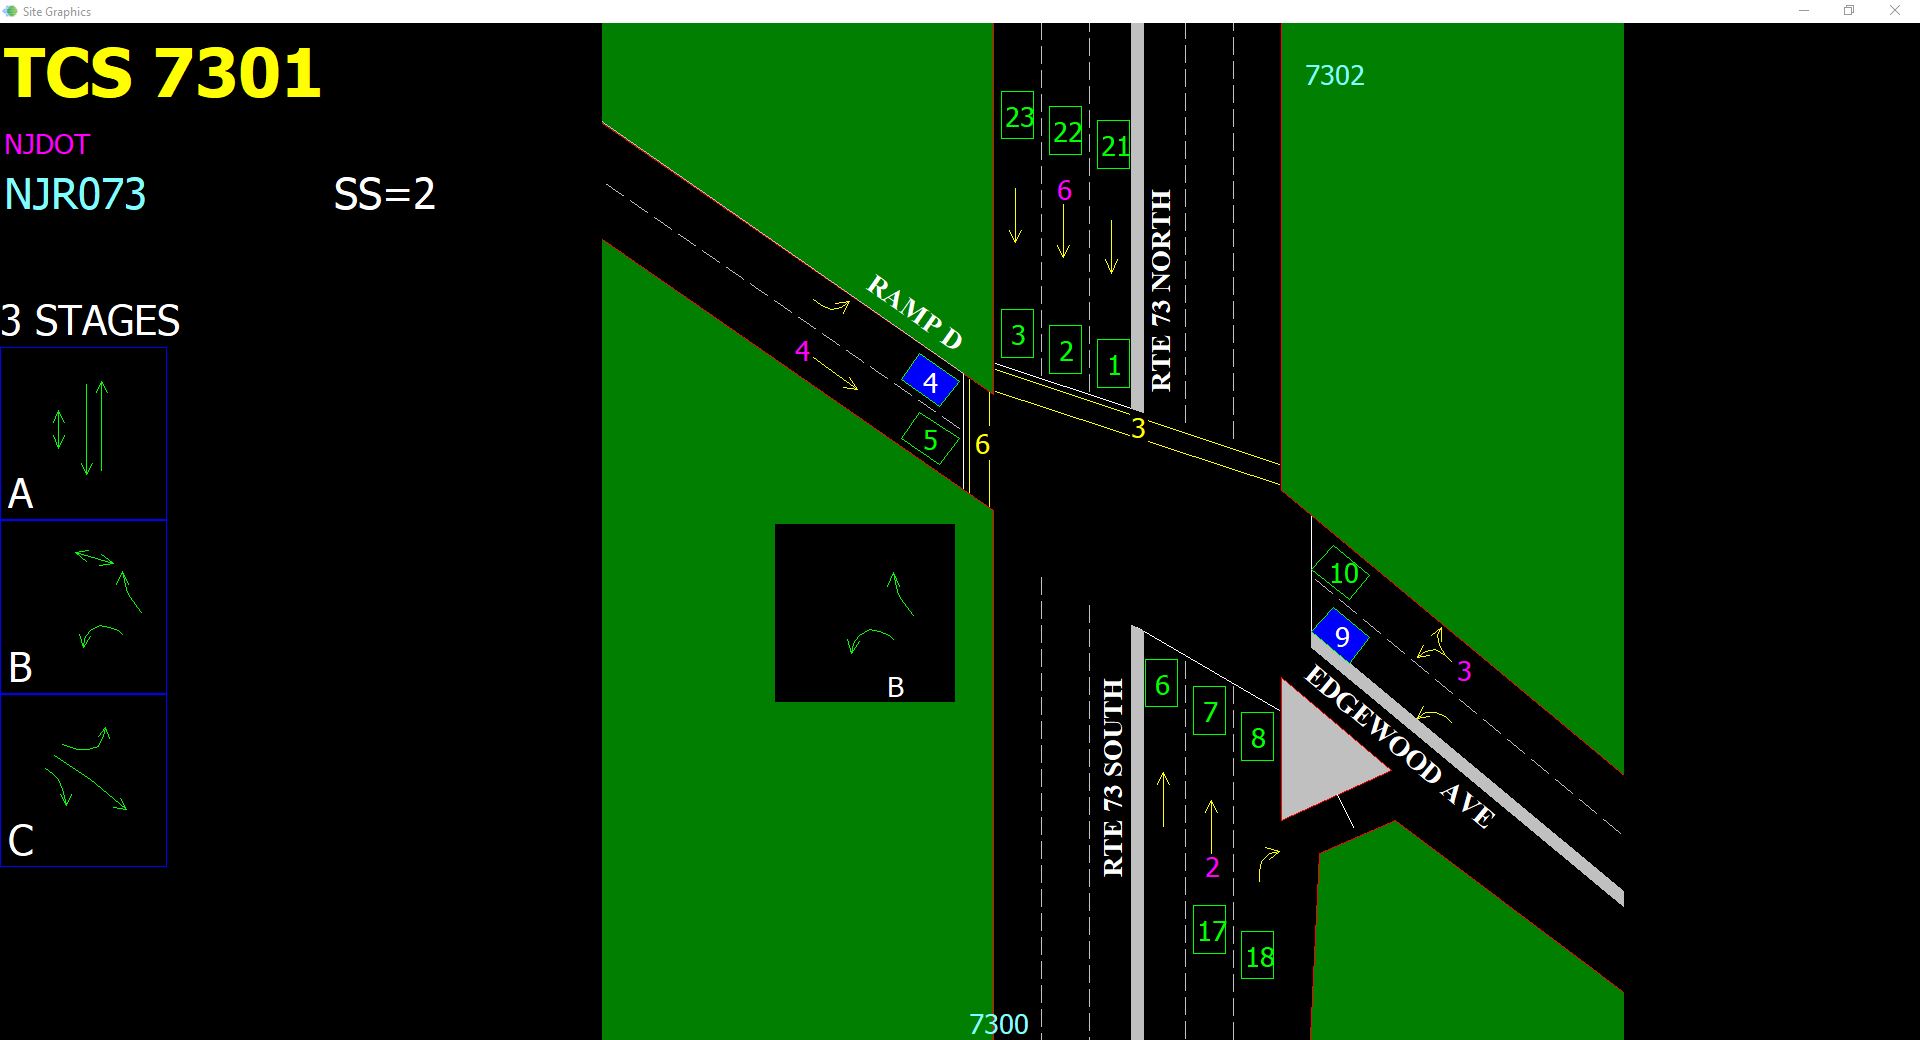 Site Graphics
TCS 7301
NJDOT
NJR073
SS=2
3 STAGES
A
B
C
7302
23
22
21
6
RTE 73 NORTH
RAMP D
4
4
5
6
3
2
1
3
10
9
3
EDGEWOOD AVE
B
RTE 73 SOUTH
6
7
8
2
17
18
7300